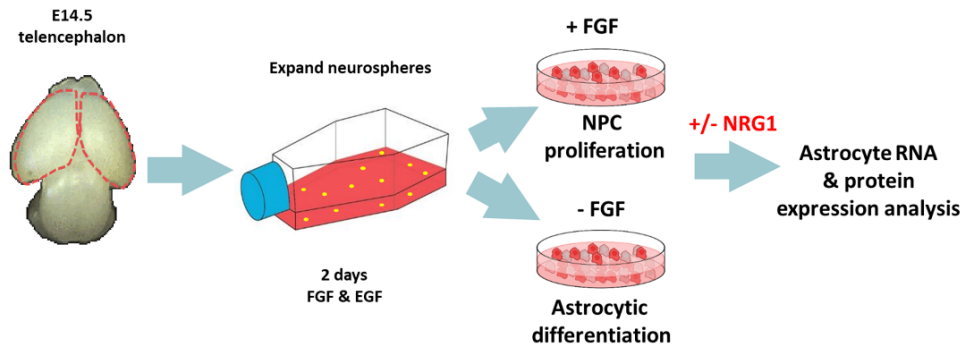 E14.5
telencephalon
Expand neurospheres
2 days
FGF & EGF
+ FGF
NPC
proliferation
- FGF
Astrocytic
differentiation
+/- NRG1
Astrocyte RNA
& protein
expression analysis